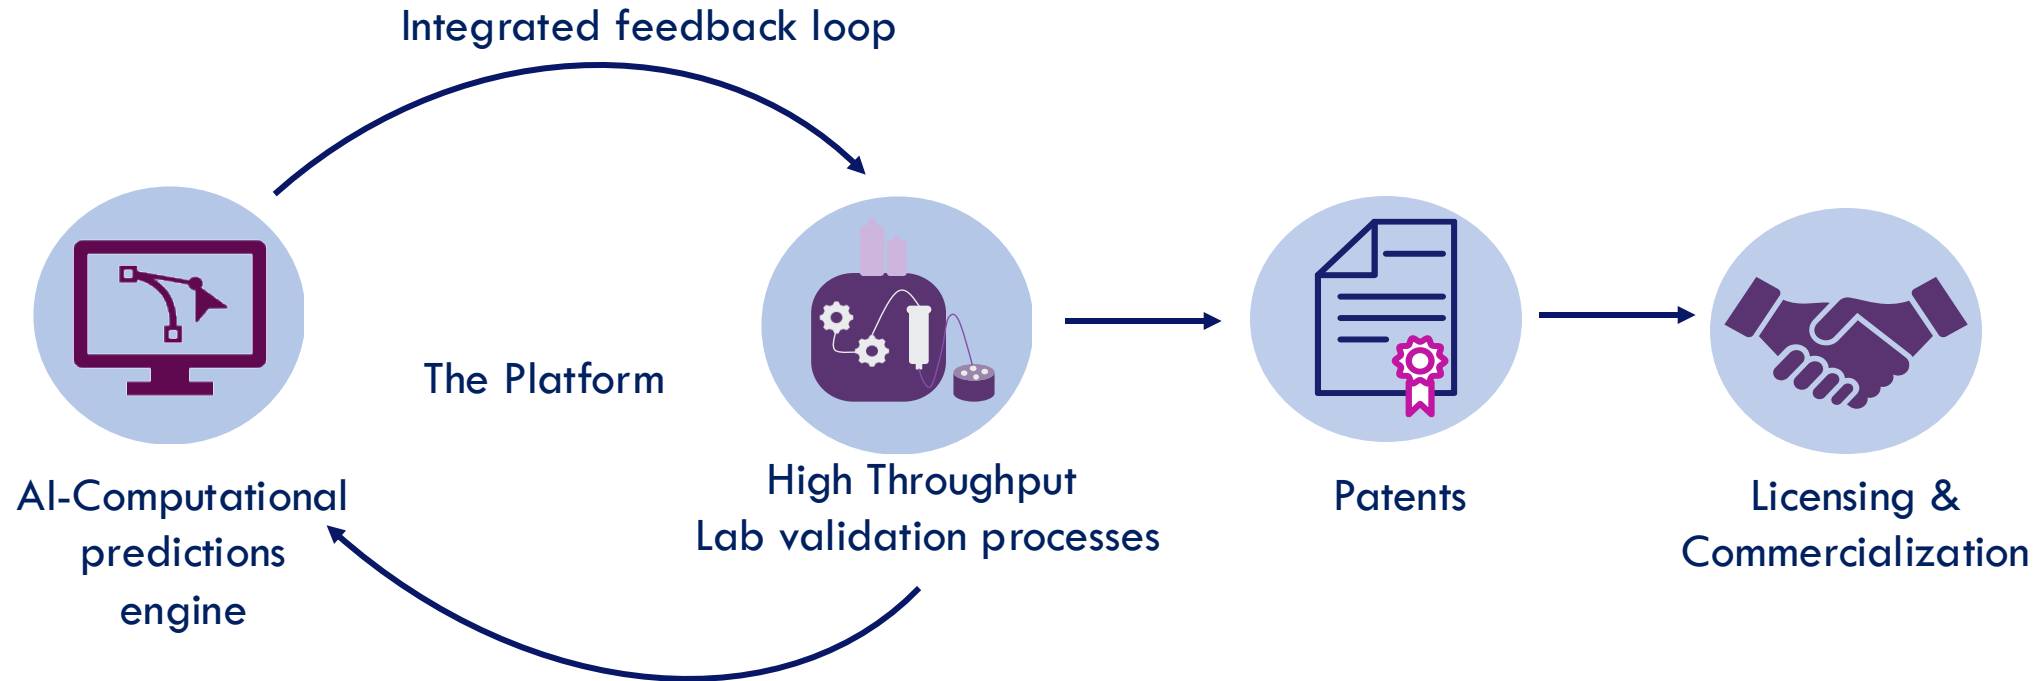 Integrated feedback loop
The Platform
AI-Computational
predictions
engine
High Throughput
Lab validation processes
Patents
Licensing &
Commercialization